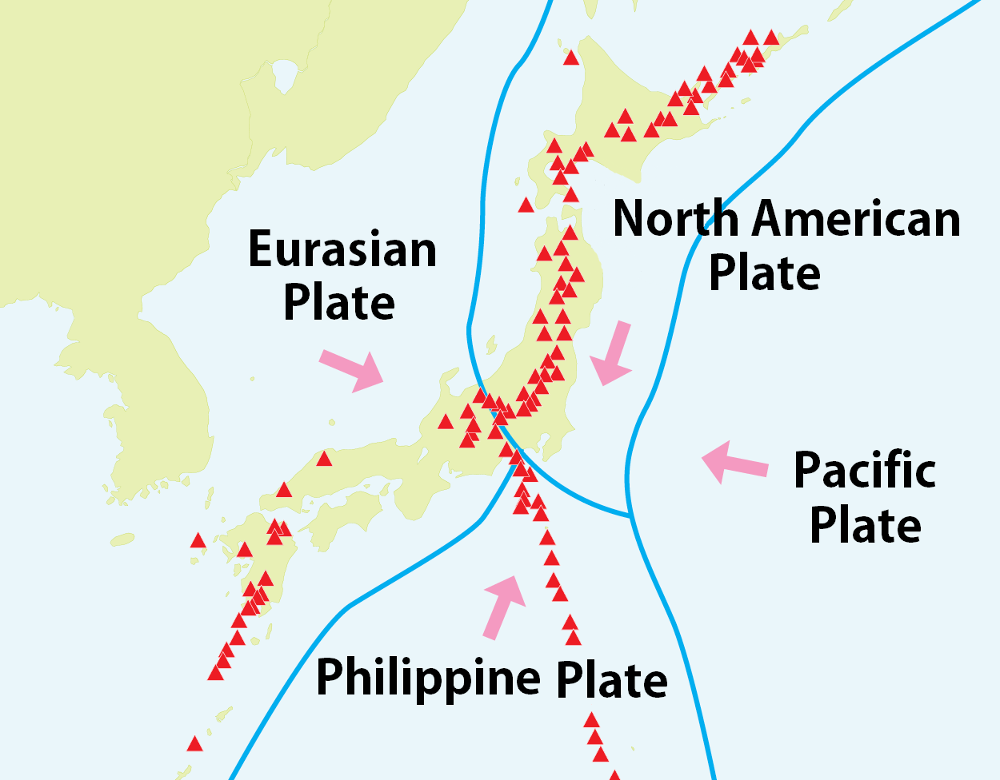 North American
Plate
Eurasian
Plate
Pacific
Plate
Philippine Plate